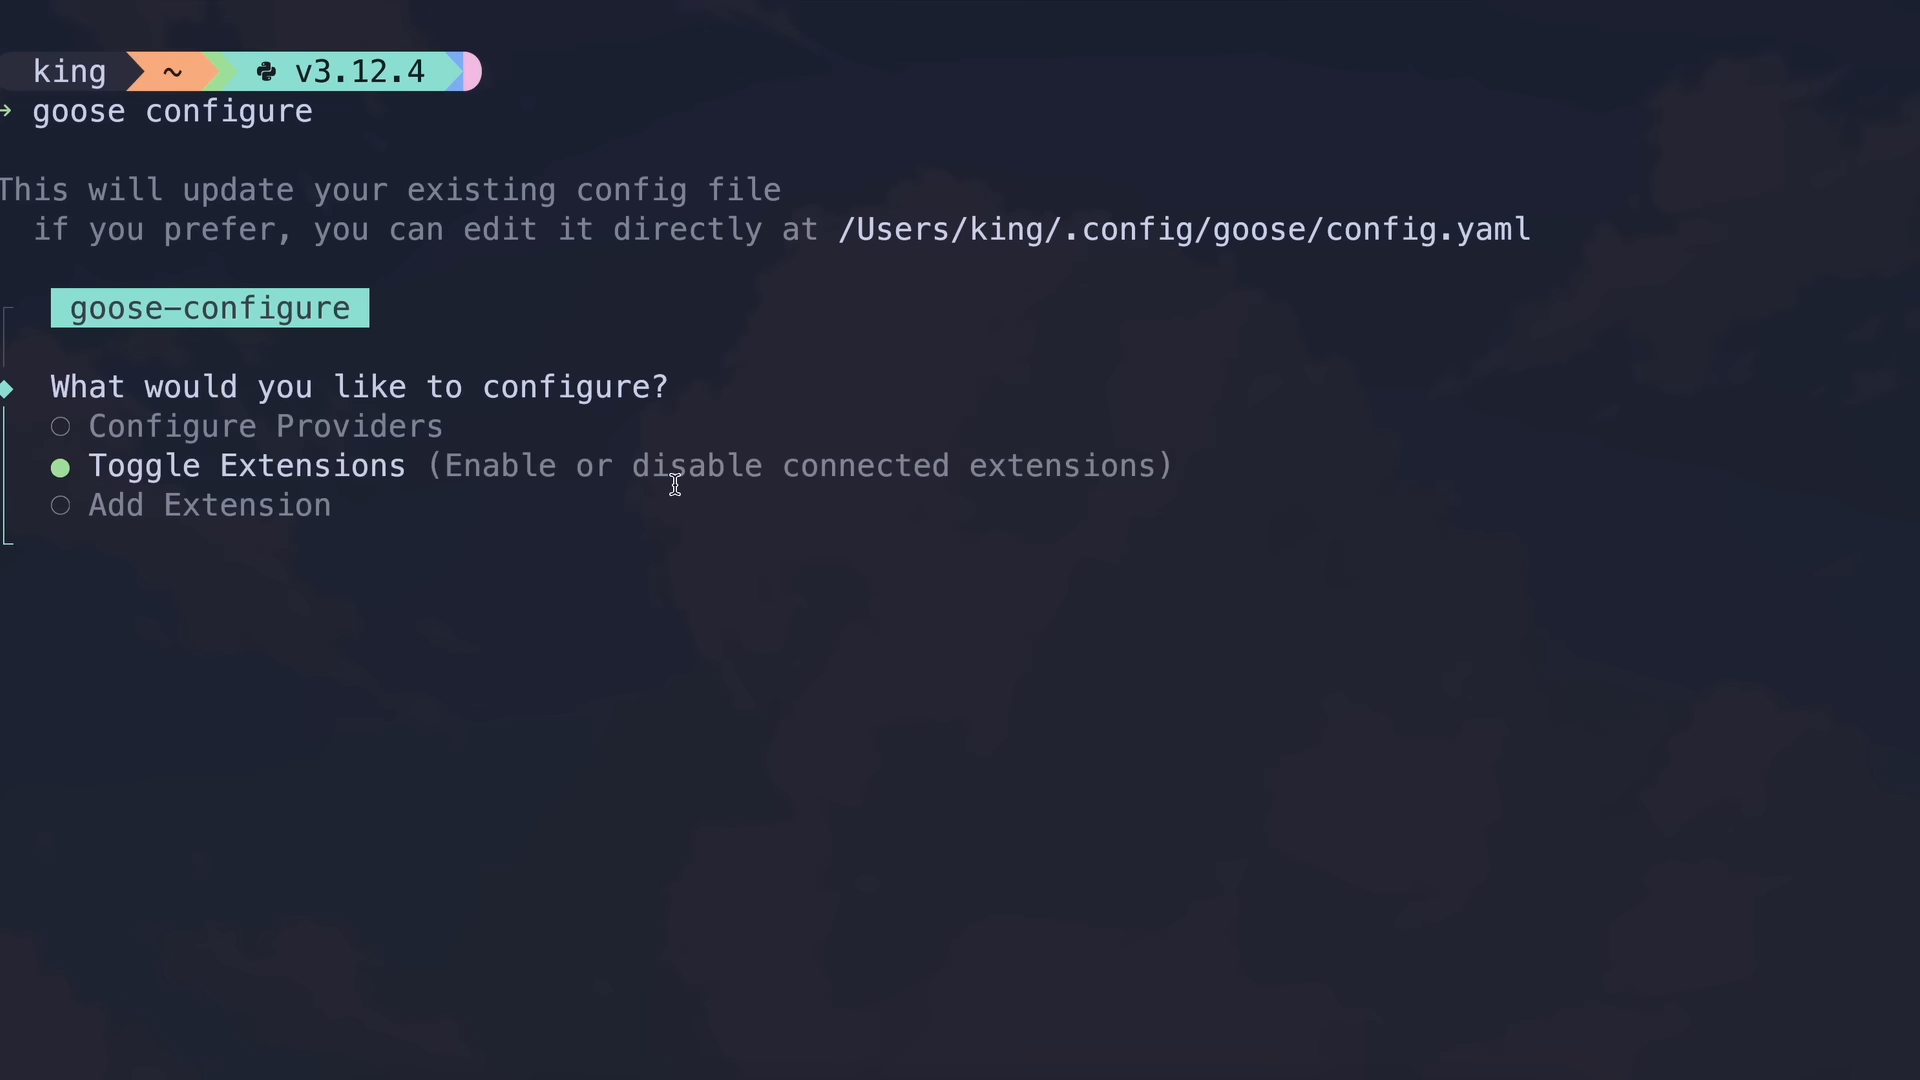 king ~ v3.12.4
→ goose configure
This will update your existing config file
if you prefer, you can edit it directly at /Users/king/.config/goose/config.yaml
goose-configure
◆ What would you like to configure?
○ Configure Providers
● Toggle Extensions (Enable or disable connected extensions)
○ Add Extension